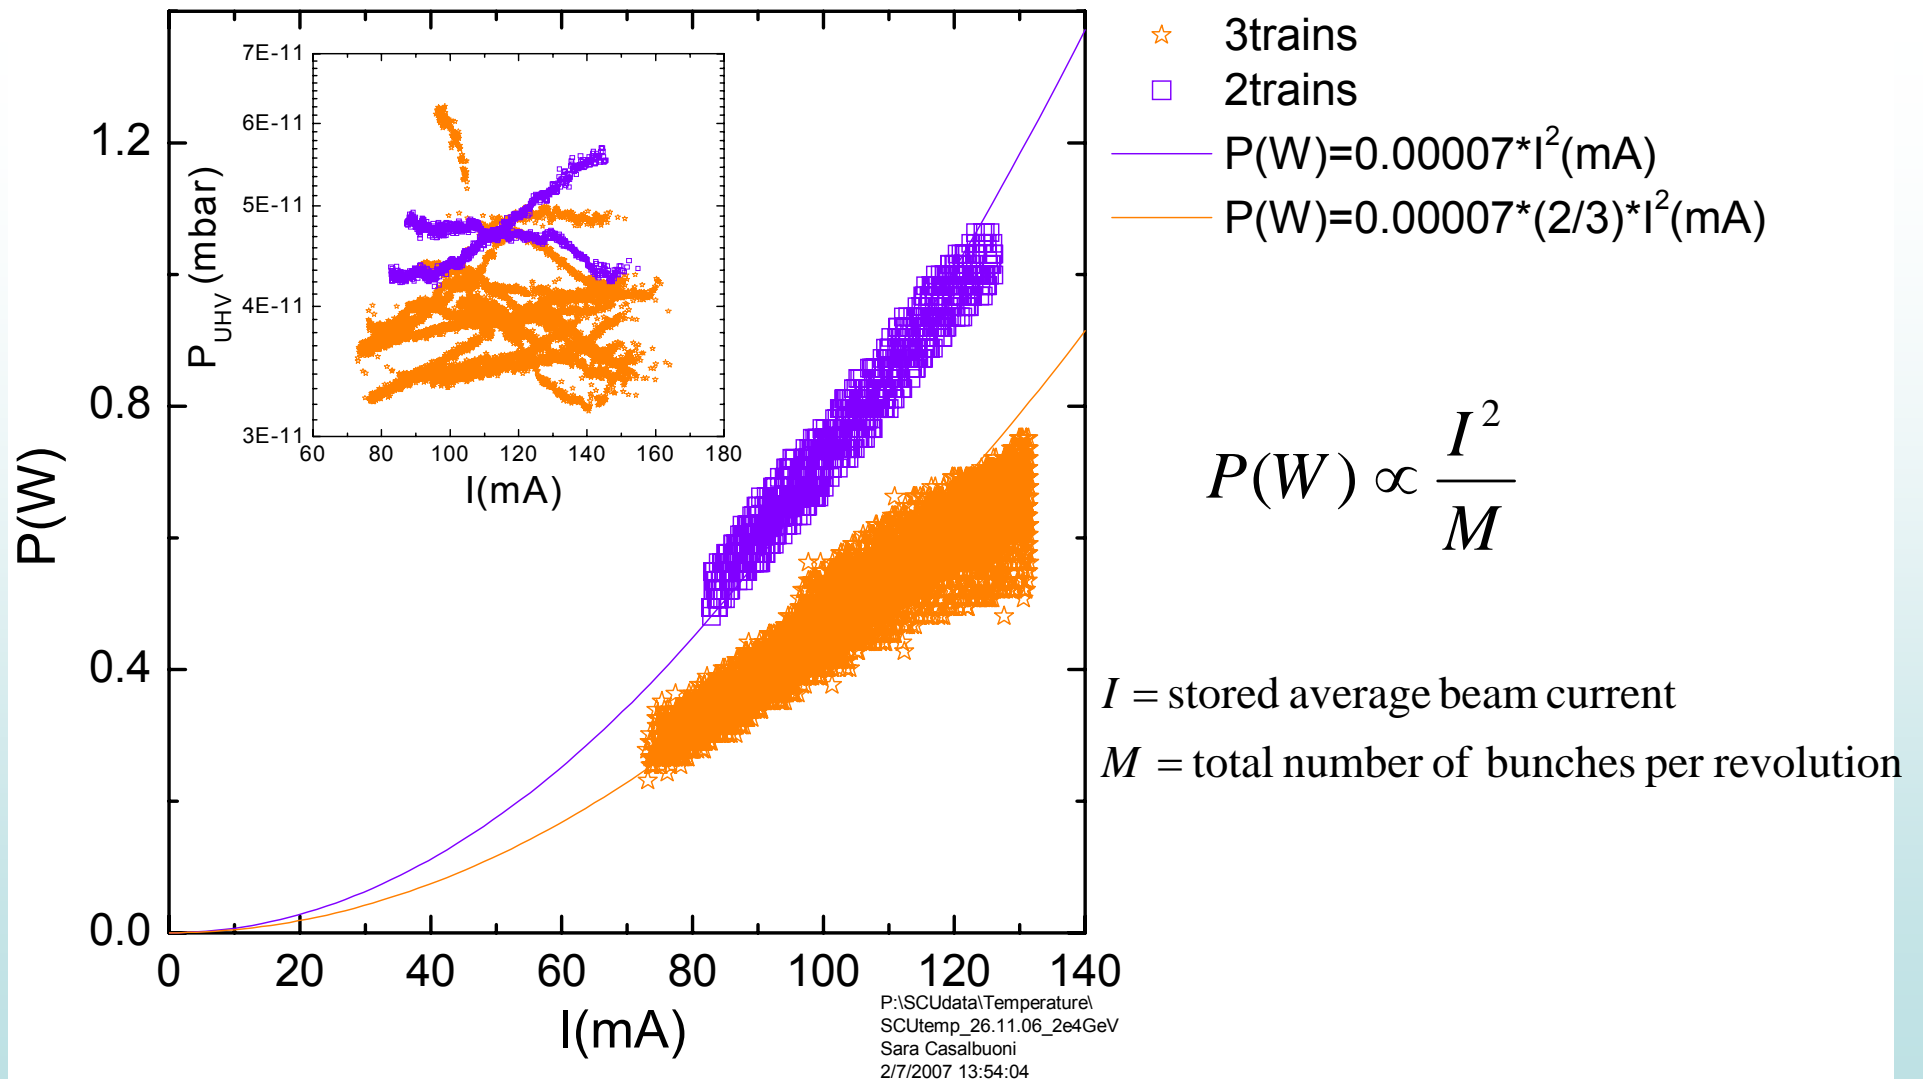 3trains
2trains
P(W)=0.00007*I²(mA)
P(W)=0.00007*(2/3)*I²(mA)
7E-11
6E-11
5E-11
4E-11
3E-11
P_UHV (mbar)
60 80 100 120 140 160 180
I(mA)
1.2
0.8
0.4
0.0
P(W)
0 20 40 60 80 100 120 140
I(mA)
P(W) ∝ I²/M
I = stored average beam current
M = total number of bunches per revolution
P:\SCUdata\Temperature\
SCUtemp_26.11.06_2e4GeV
Sara Casalbuoni
2/7/2007 13:54:04